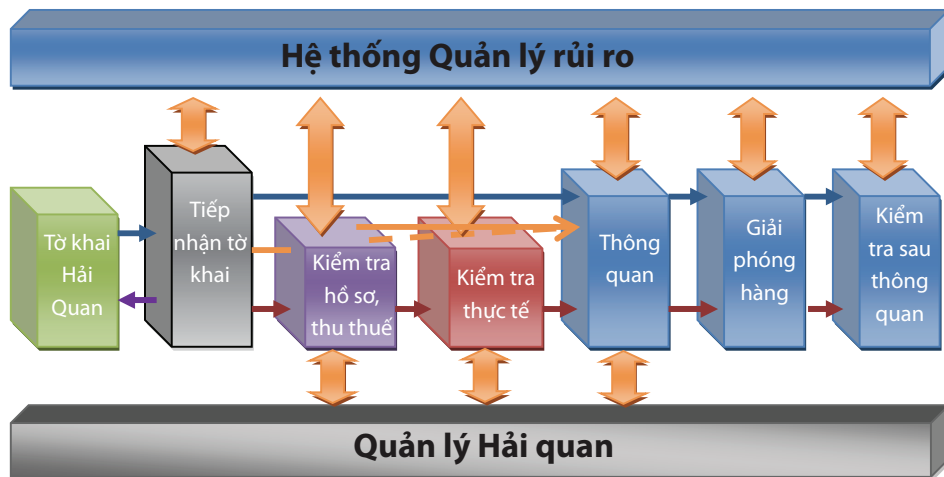 Hệ thống Quản lý rủi ro
Tờ khai
Hải
Quan
Tiếp
nhận tờ
khai
Kiểm tra
hồ sơ,
thu thuế
Kiểm tra
thực tế
Thông
quan
Giải
phóng
hàng
Kiểm
tra sau
thông
quan
Quản lý Hải quan